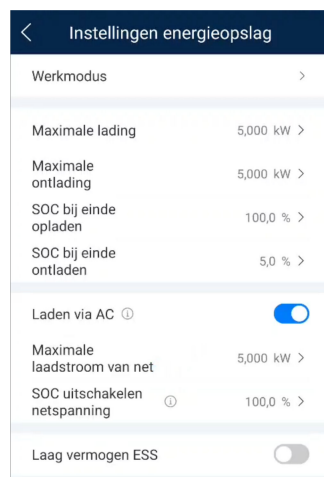 Instellingen energieopslag
Werkmodus
Maximale lading 5,000 kW
Maximale
ontlading 5,000 kW
SOC bij einde
opladen 100,0 %
SOC bij einde
ontladen 5,0 %
Laden via AC
Maximale
laadstroom van net 5,000 kW
SOC uitschakelen
netspanning 100,0 %
Laag vermogen ESS